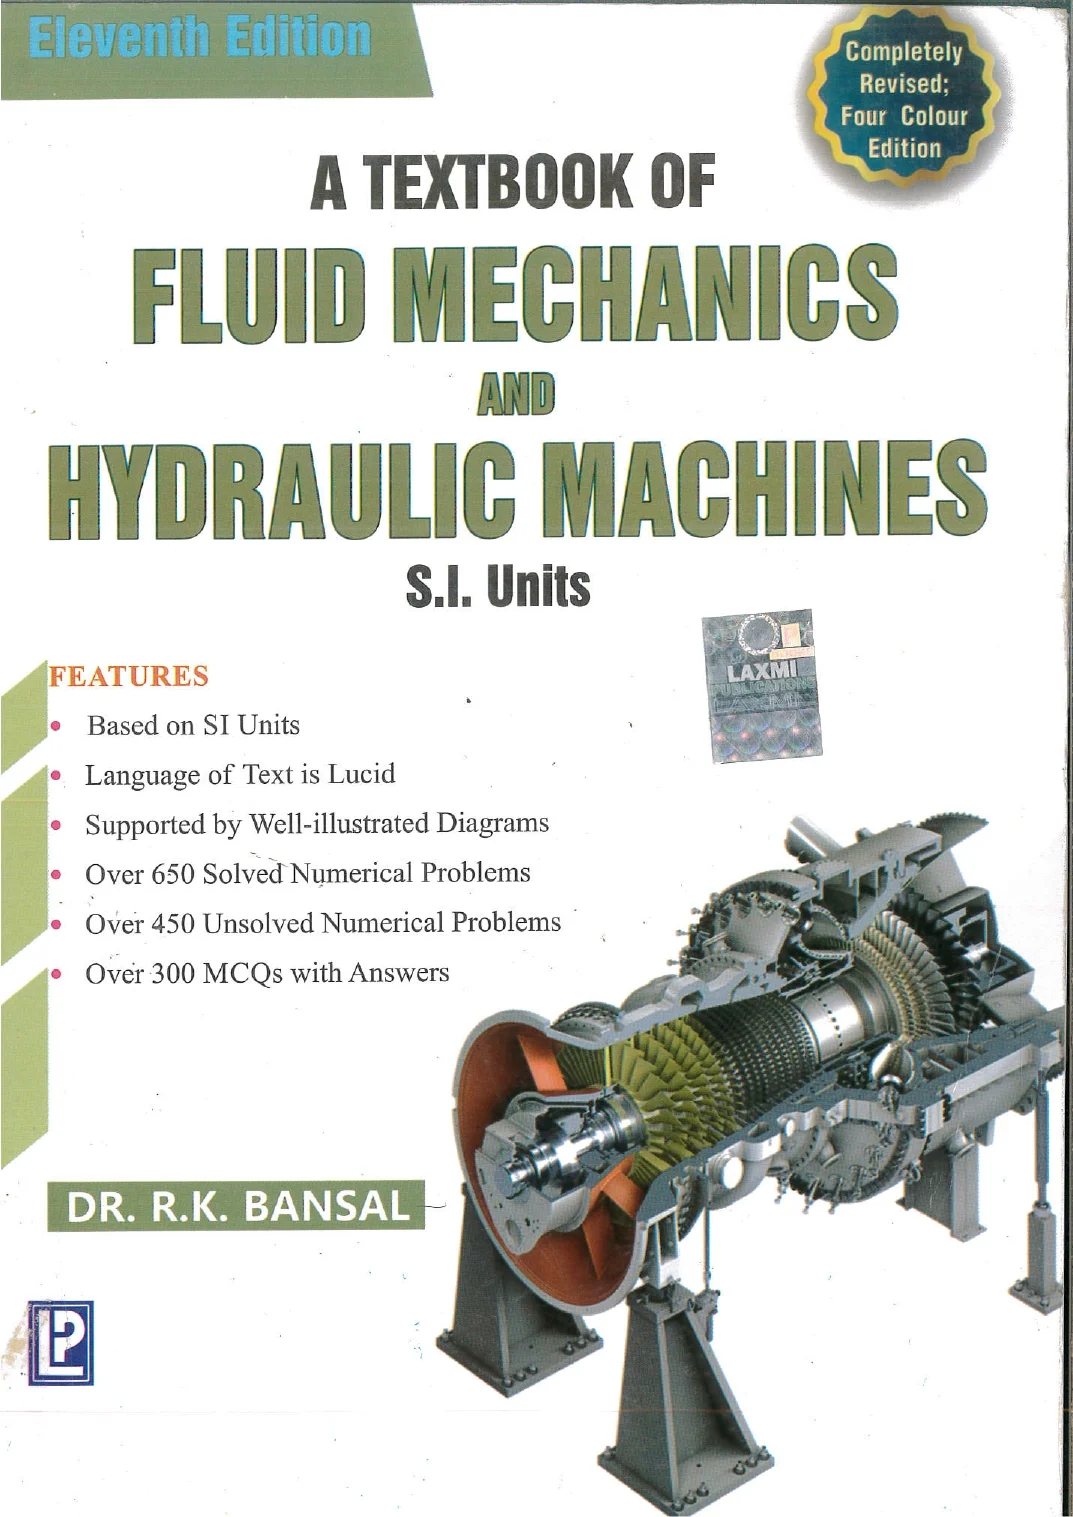 Eleventh Edition
Completely
Revised;
Four Colour
Edition
A TEXTBOOK OF
FLUID MECHANICS
AND
HYDRAULIC MACHINES
S.I. Units
LAXMI
PUBLICATIONS
FEATURES
• Based on SI Units
• Language of Text is Lucid
• Supported by Well-illustrated Diagrams
• Over 650 Solved Numerical Problems
• Over 450 Unsolved Numerical Problems
• Over 300 MCQs with Answers
DR. R.K. BANSAL
LP